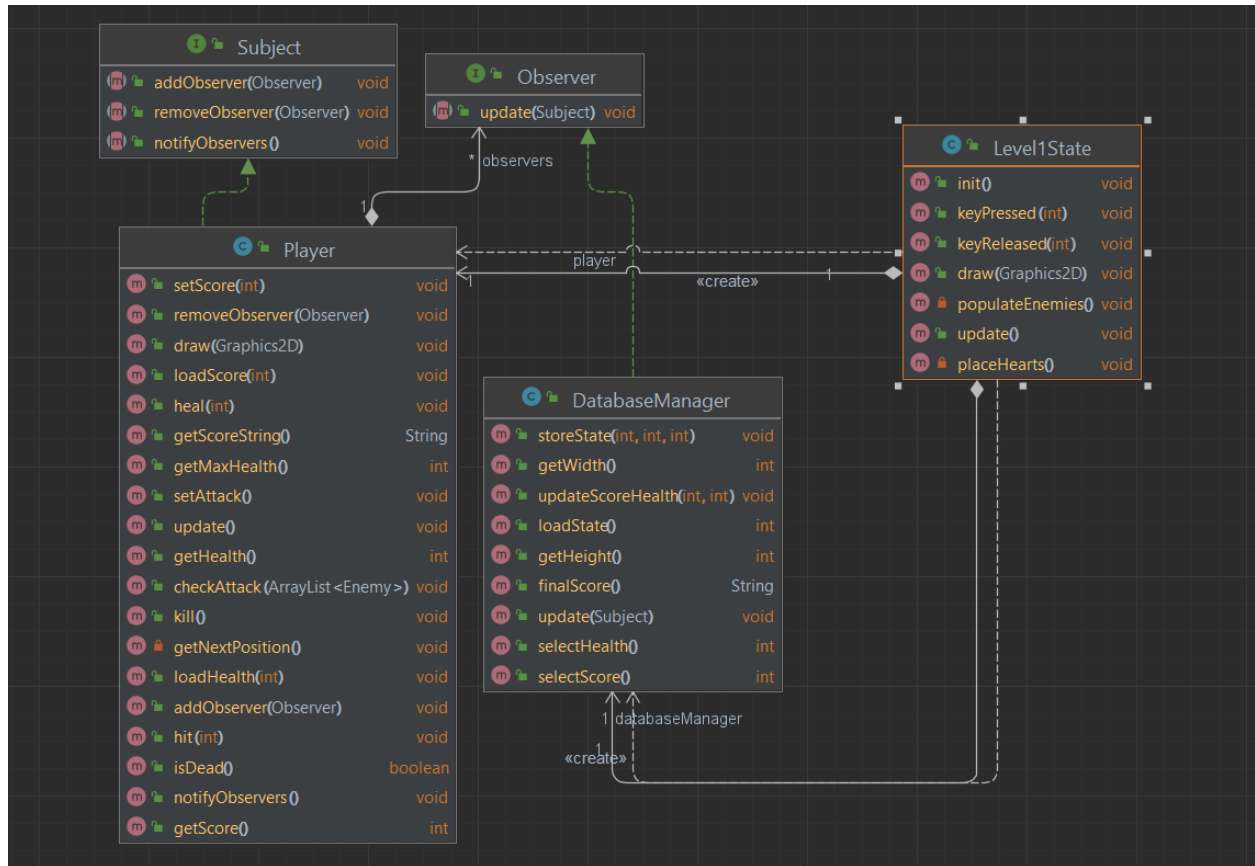 Subject
addObserver(Observer) void
removeObserver(Observer) void
notifyObservers() void
Observer
update(Subject) void
* observers
1
Player
setScore(int) void
removeObserver(Observer) void
draw(Graphics2D) void
loadScore(int) void
heal(int) void
getScoreString() String
getMaxHealth() int
setAttack() void
update() void
getHealth() int
checkAttack(ArrayList<Enemy>) void
kill() void
getNextPosition() void
loadHealth(int) void
addObserver(Observer) void
hit(int) void
isDead() boolean
notifyObservers() void
getScore() int
player
1
«create»
1
Level1State
init() void
keyPressed(int) void
keyReleased(int) void
draw(Graphics2D) void
populateEnemies() void
update() void
placeHearts() void
DatabaseManager
storeState(int, int, int) void
getWidth() int
updateScoreHealth(int, int) void
loadState() int
getHeight() int
finalScore() String
update(Subject) void
selectHealth() int
selectScore() int
1 databaseManager
1
«create»